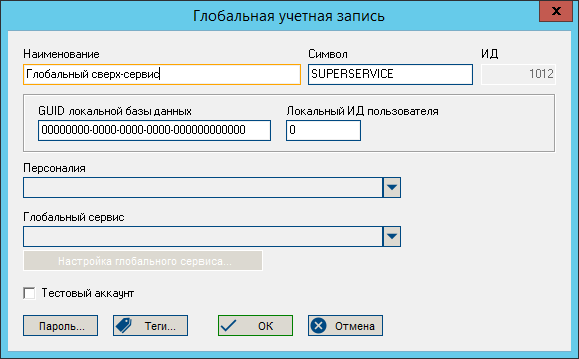 Глобальная учетная запись
Наименование Символ ИД
Глобальный сверх-сервис SUPERSERVICE 1012
GUID локальной базы данных Локальный ИД пользователя
00000000-0000-0000-0000-000000000000 0
Персоналия
Глобальный сервис
Настройка глобального сервиса...
Тестовый аккаунт
Пароль... Теги... OK Отмена